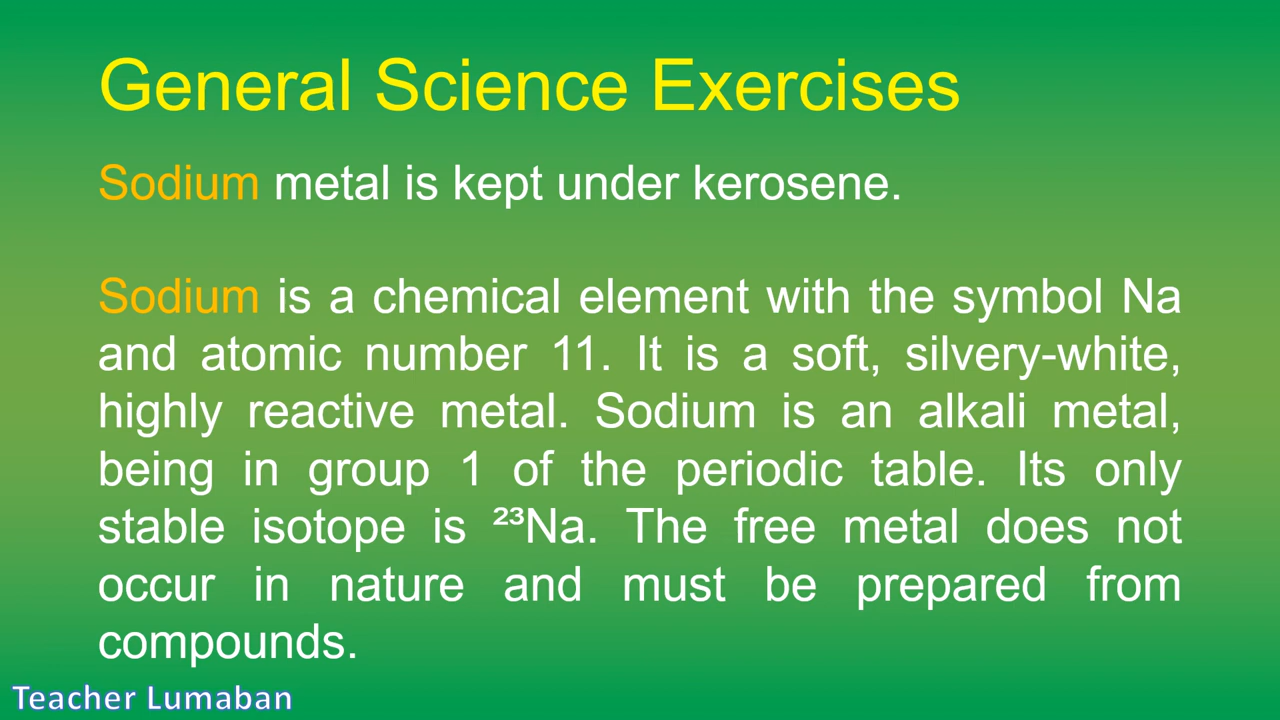 General Science Exercises
Sodium metal is kept under kerosene.
Sodium is a chemical element with the symbol Na
and atomic number 11. It is a soft, silvery-white,
highly reactive metal. Sodium is an alkali metal,
being in group 1 of the periodic table. Its only
stable isotope is ²³Na. The free metal does not
occur in nature and must be prepared from
compounds.
Teacher Lumaban